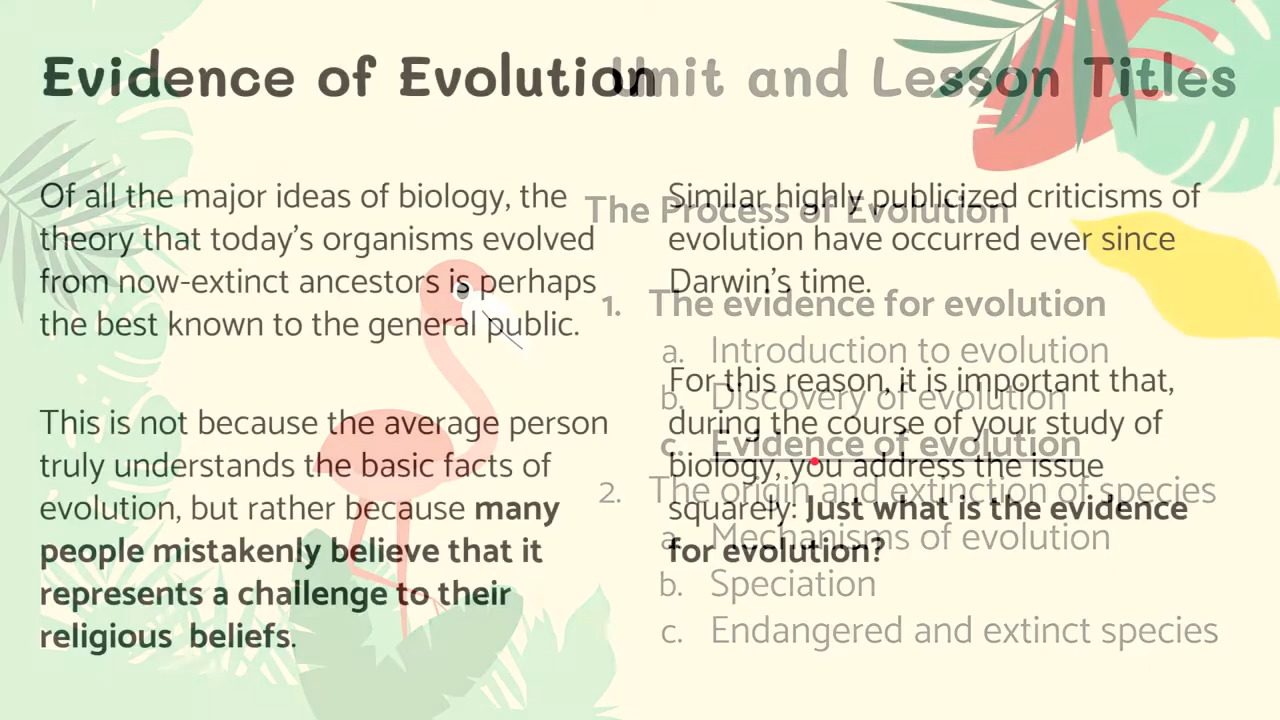 Evidence of Evolution
Of all the major ideas of biology, the
theory that today's organisms evolved
from now-extinct ancestors is perhaps
the best known to the general public.
This is not because the average person
truly understands the basic facts of
evolution, but rather because many
people mistakenly believe that it
represents a challenge to their
religious beliefs.
Similar highly publicized criticisms of
evolution have occurred ever since
Darwin's time.
For this reason, it is important that,
during the course of your study of
biology, you address the issue
squarely: Just what is the evidence
for evolution?
Unit and Lesson Titles
The Process of Evolution
1. The evidence for evolution
a. Introduction to evolution
b. Discovery of evolution
c. Evidence of evolution
2. The origin and extinction of species
a. Mechanisms of evolution
b. Speciation
c. Endangered and extinct species